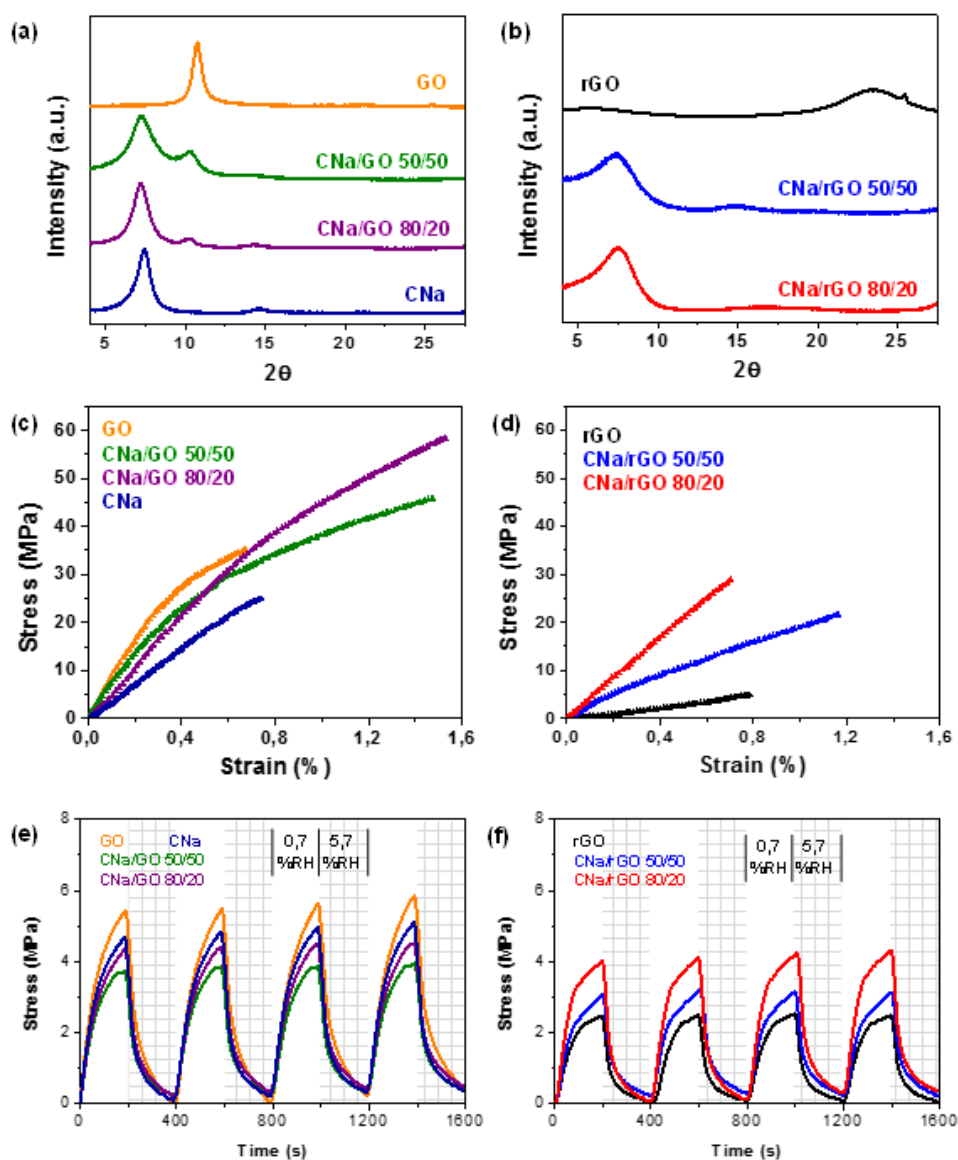 (a)
GO
CNa/GO 50/50
CNa/GO 80/20
CNa
Intensity (a.u.)
5 10 15 20 25
2θ
(b)
rGO
CNa/rGO 50/50
CNa/rGO 80/20
Intensity (a.u.)
5 10 15 20 25
2θ
(c)
GO
CNa/GO 50/50
CNa/GO 80/20
CNa
Stress (MPa)
60
50
40
30
20
10
0
0,0 0,4 0,8 1,2 1,6
Strain (%)
(d)
rGO
CNa/rGO 50/50
CNa/rGO 80/20
Stress (MPa)
60
50
40
30
20
10
0
0,0 0,4 0,8 1,2 1,6
Strain (%)
(e)
GO CNa
CNa/GO 50/50
CNa/GO 80/20
0,7 5,7
%RH %RH
Stress (MPa)
8
6
4
2
0
0 400 800 1200 1600
Time (s)
(f)
rGO
CNa/rGO 50/50
CNa/rGO 80/20
0,7 5,7
%RH %RH
Stress (MPa)
8
6
4
2
0
0 400 800 1200 1600
Time (s)